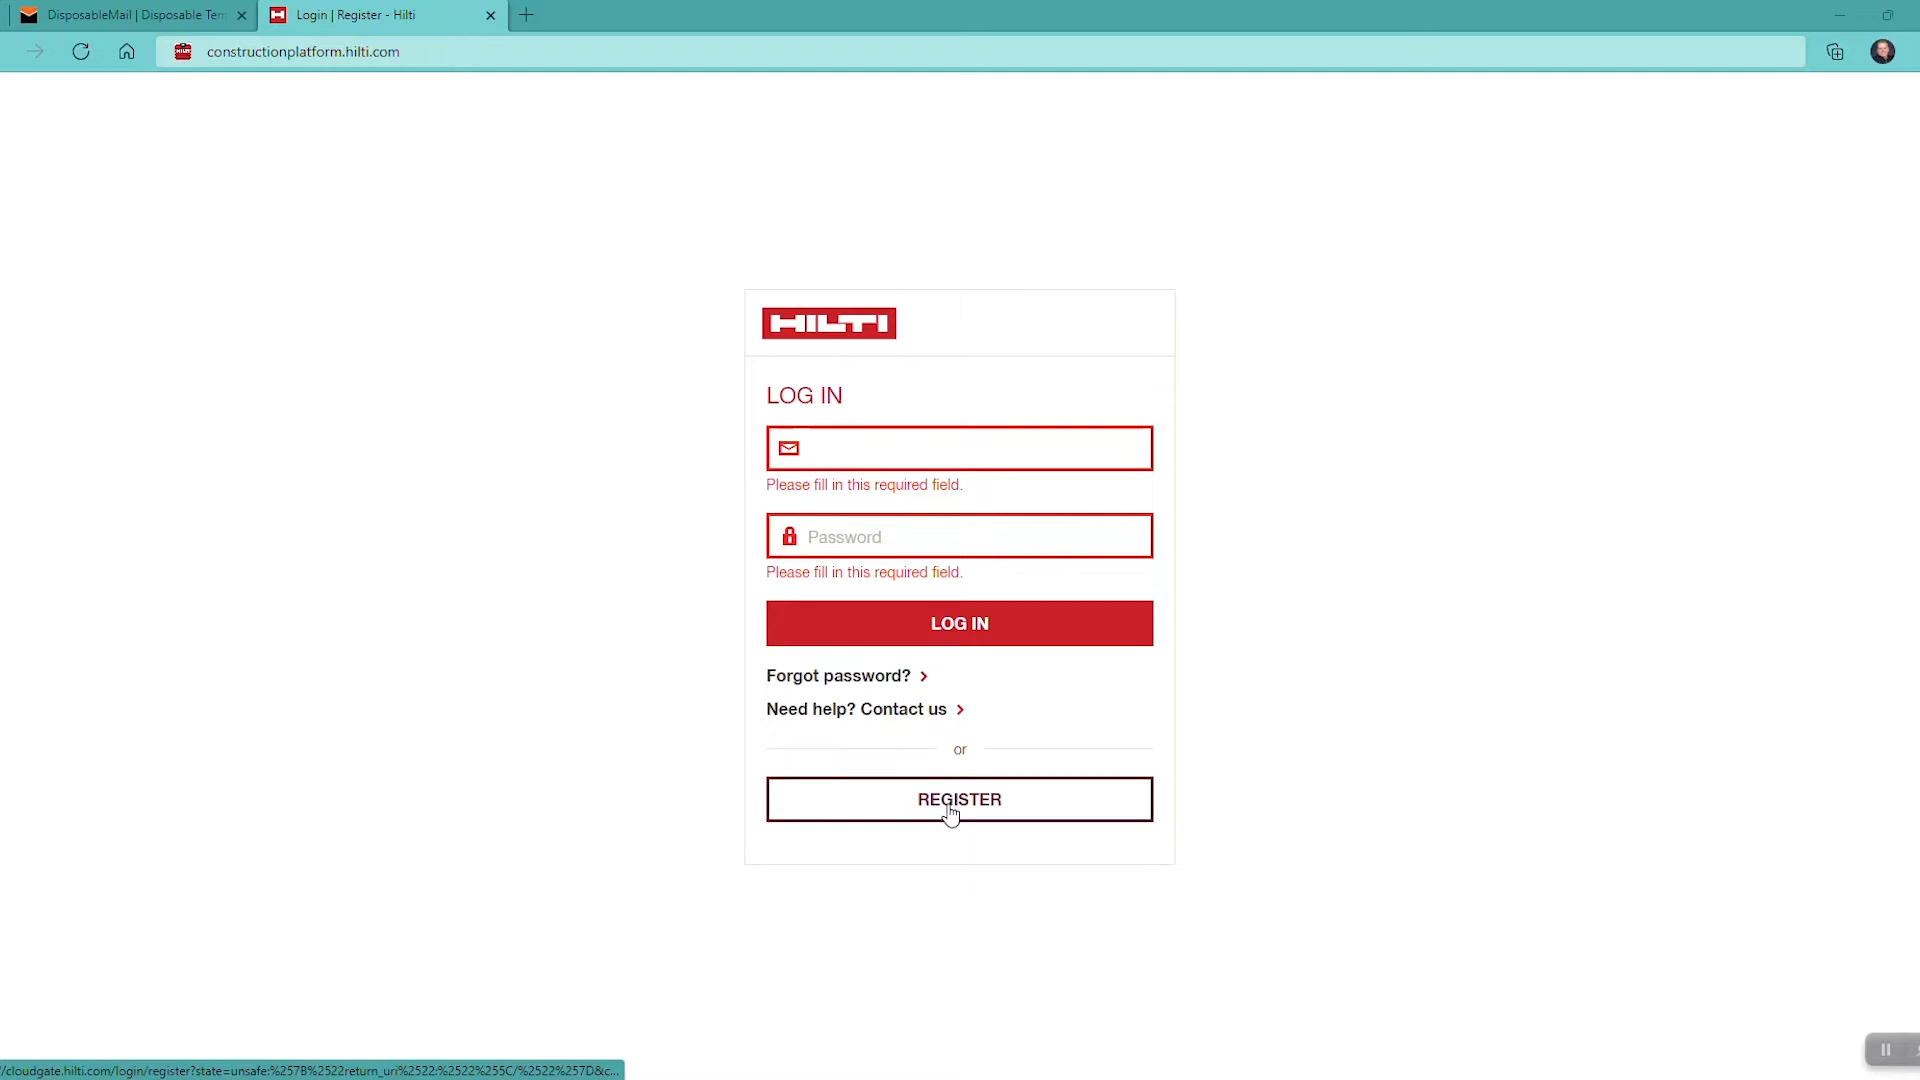 DisposableMail | Disposable Tem
Login | Register - Hilti
constructionplatform.hilti.com
HILTI
LOG IN
Please fill in this required field.
Password
Please fill in this required field.
LOG IN
Forgot password?
Need help? Contact us
or
REGISTER
/cloudgate.hilti.com/login/register?state=unsafe:%257B%2522return_uri%2522:%2522%255C/%2522%257D&c...